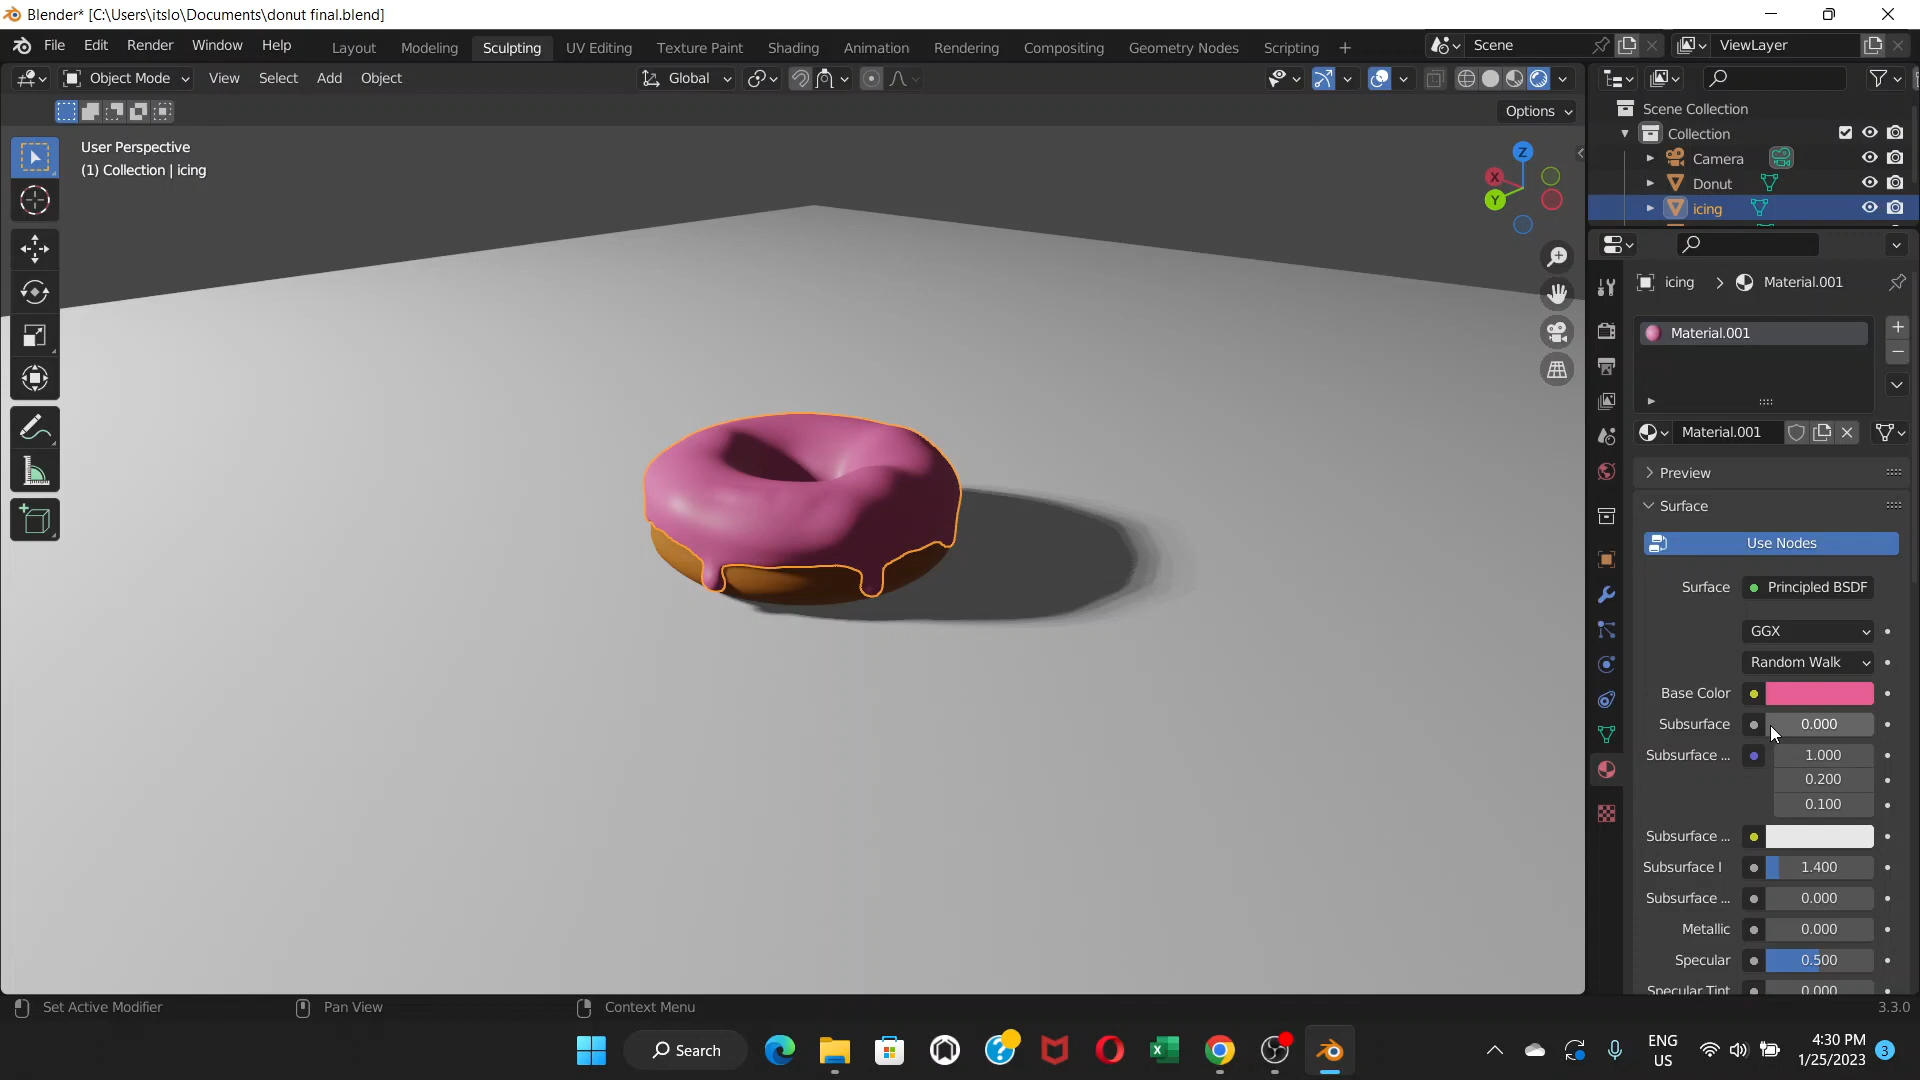 Blender* [C:\Users\itslo\Documents\donut final.blend]
File Edit Render Window Help Layout Modeling Sculpting UV Editing Texture Paint Shading Animation Rendering Compositing Geometry Nodes Scripting + Scene ViewLayer
Object Mode View Select Add Object Global
Options
User Perspective
(1) Collection | icing
Z
X
Y
Scene Collection
Collection
Camera
Donut
icing
icing > Material.001
Material.001
Material.001
Preview
Surface
Use Nodes
Surface Principled BSDF
GGX
Random Walk
Base Color
Subsurface 0.000
Subsurface ... 1.000
0.200
0.100
Subsurface ...
Subsurface I 1.400
Subsurface ... 0.000
Metallic 0.000
Specular 0.500
Specular Tint 0.000
Set Active Modifier Pan View Context Menu 3.3.0
Search
ENG
US
4:30 PM
1/25/2023
3